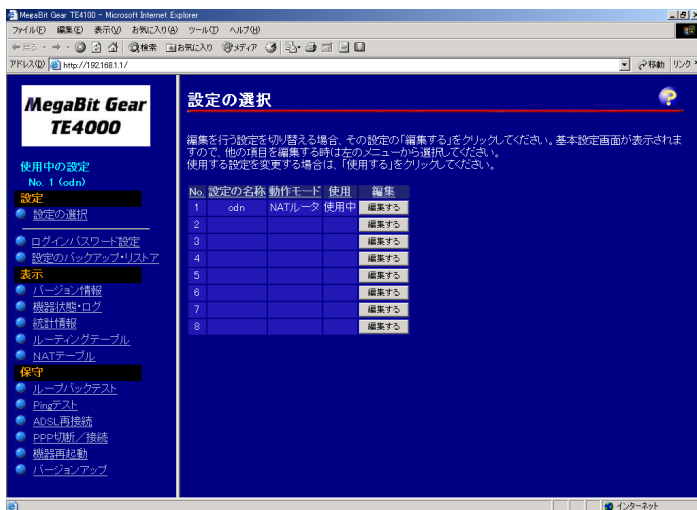 MegaBit Gear TE4100 - Microsoft Internet Explorer
ファイル(F) 編集(E) 表示(V) お気に入り(A) ツール(T) ヘルプ(H)
戻る 検索 お気に入り メディア
アドレス(D) http://192.168.1.1/ 移動 リンク
MegaBit Gear
TE4000
使用中の設定
No. 1 (odn)
設定
設定の選択
ログインパスワード設定
設定のバックアップ・リストア
表示
バージョン情報
機器状態・ログ
統計情報
ルーティングテーブル
NATテーブル
保守
ループバックテスト
Pingテスト
ADSL再接続
PPP切断／接続
機器再起動
バージョンアップ
設定の選択
編集を行う設定を切り替える場合、その設定の「編集する」をクリックしてください。基本設定画面が表示されま
すので、他の項目を編集する時は左のメニューから選択してください。
使用する設定を変更する場合は、「使用する」をクリックしてください。
No. 設定の名称 動作モード 使用 編集
1 odn NATルータ 使用中 編集する
2 編集する
3 編集する
4 編集する
5 編集する
6 編集する
7 編集する
8 編集する
インターネット